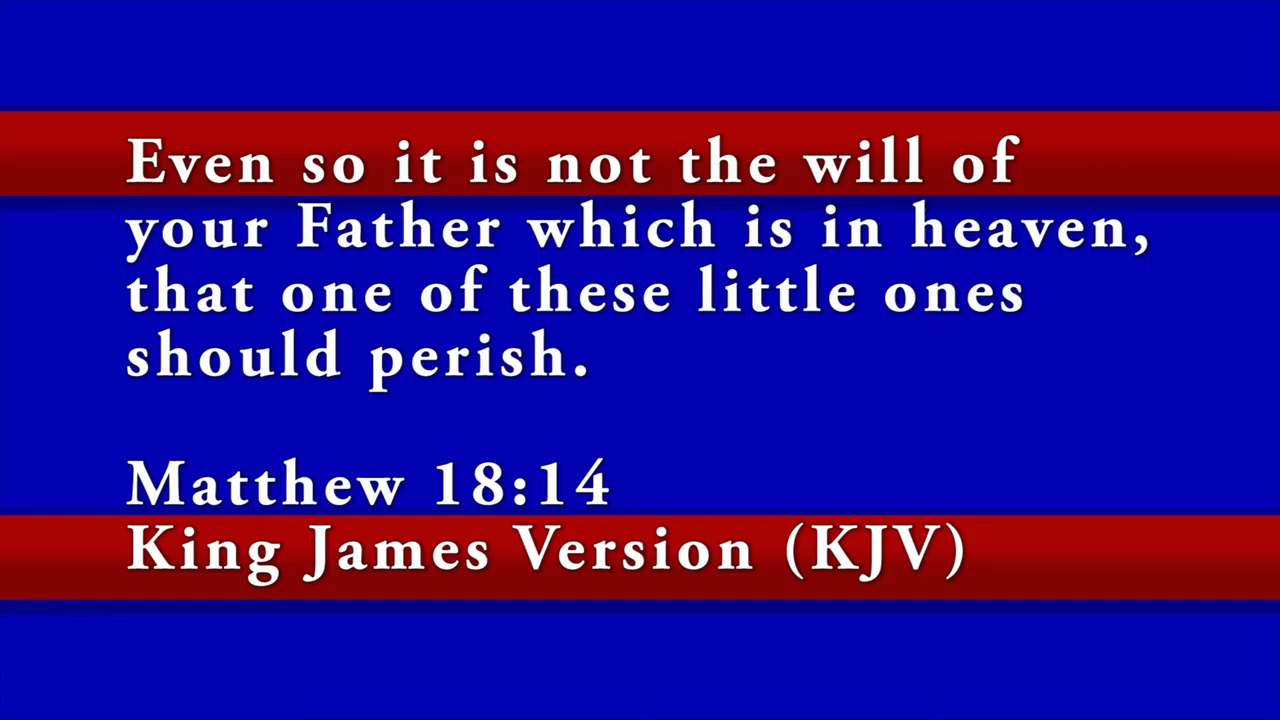 Even so it is not the will of
your Father which is in heaven,
that one of these little ones
should perish.
Matthew 18:14
King James Version (KJV)